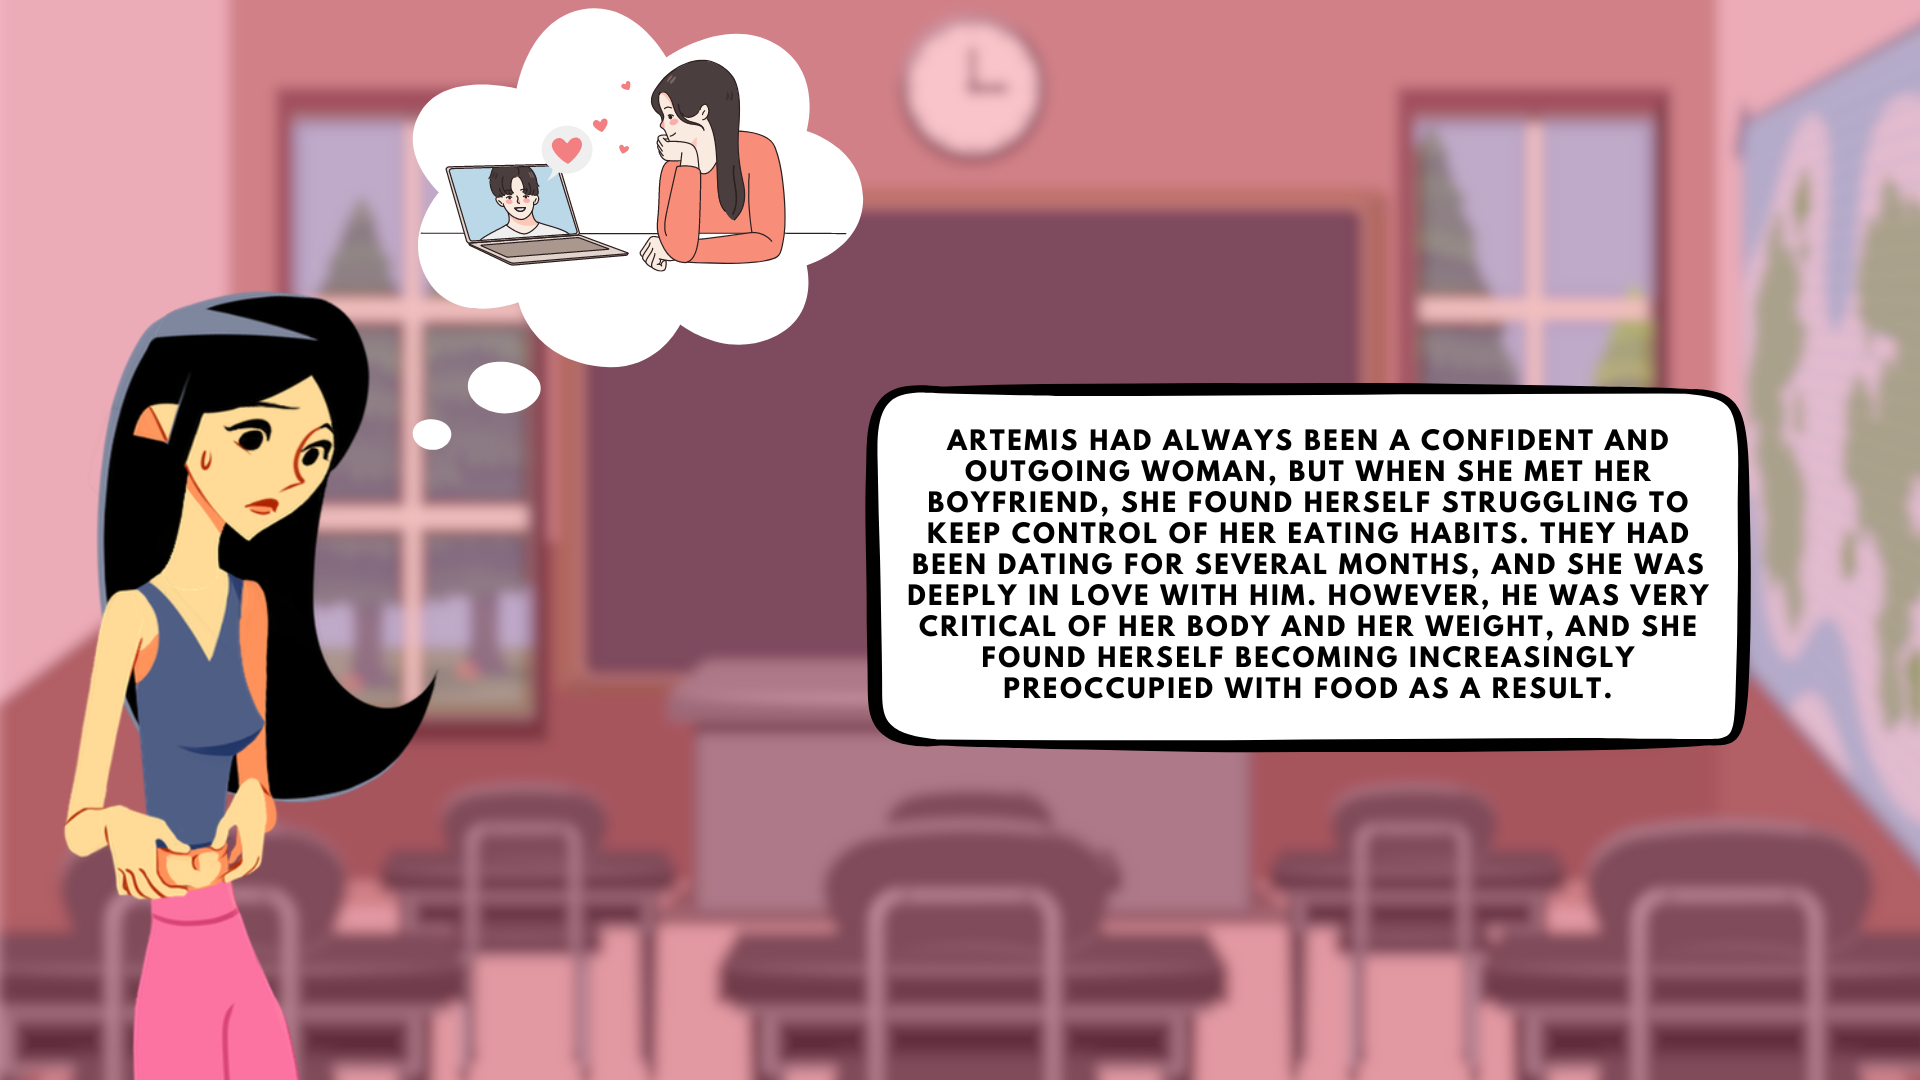 ARTEMIS HAD ALWAYS BEEN A CONFIDENT AND
OUTGOING WOMAN, BUT WHEN SHE MET HER
BOYFRIEND, SHE FOUND HERSELF STRUGGLING TO
KEEP CONTROL OF HER EATING HABITS. THEY HAD
BEEN DATING FOR SEVERAL MONTHS, AND SHE WAS
DEEPLY IN LOVE WITH HIM. HOWEVER, HE WAS VERY
CRITICAL OF HER BODY AND HER WEIGHT, AND SHE
FOUND HERSELF BECOMING INCREASINGLY
PREOCCUPIED WITH FOOD AS A RESULT.